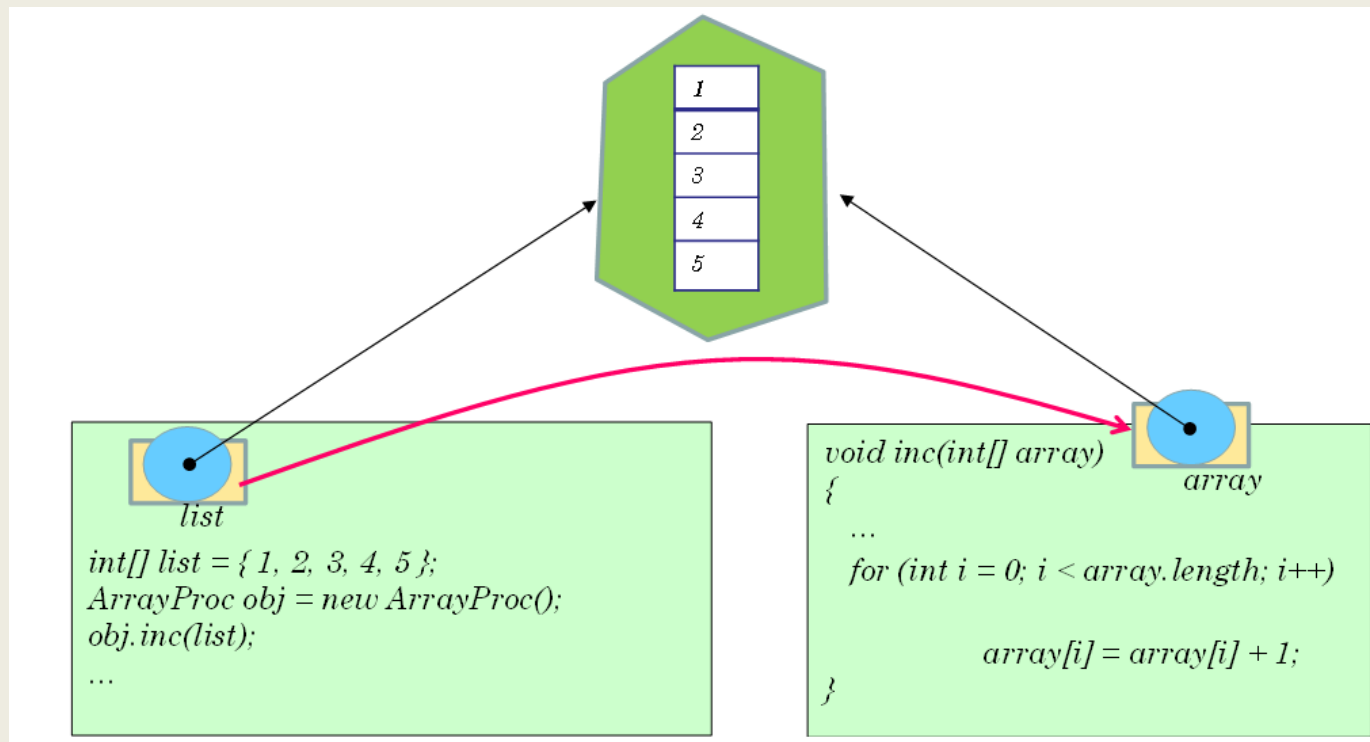 1
2
3
4
5
list
int[] list = { 1, 2, 3, 4, 5 };
ArrayProc obj = new ArrayProc();
obj.inc(list);
...
void inc(int[] array)
array
{
...
for (int i = 0; i < array.length; i++)
array[i] = array[i] + 1;
}